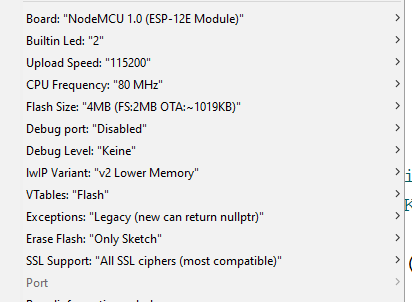 Board: "NodeMCU 1.0 (ESP-12E Module)"
Builtin Led: "2"
Upload Speed: "115200"
CPU Frequency: "80 MHz"
Flash Size: "4MB (FS:2MB OTA:~1019KB)"
Debug port: "Disabled"
Debug Level: "Keine"
IwIP Variant: "v2 Lower Memory"
VTables: "Flash"
Exceptions: "Legacy (new can return nullptr)"
Erase Flash: "Only Sketch"
SSL Support: "All SSL ciphers (most compatible)"
Port